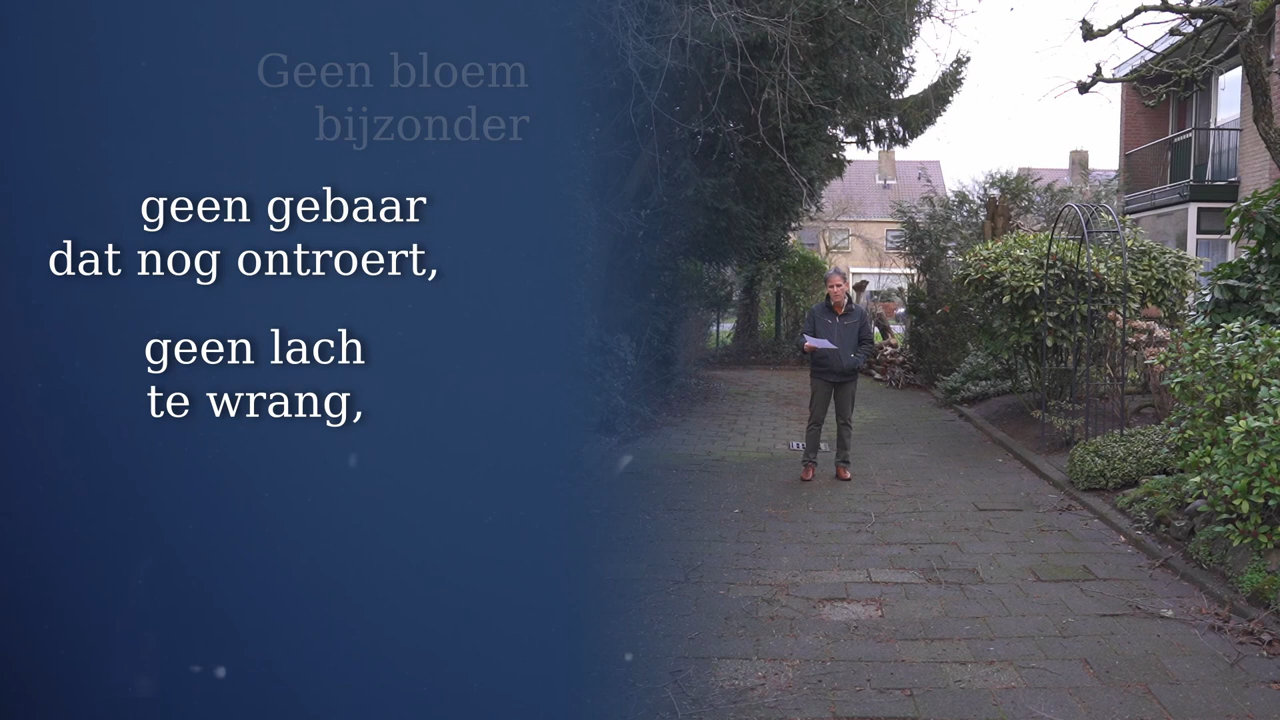 Geen bloem
bijzonder
geen gebaar
dat nog ontroert,
geen lach
te wrang,